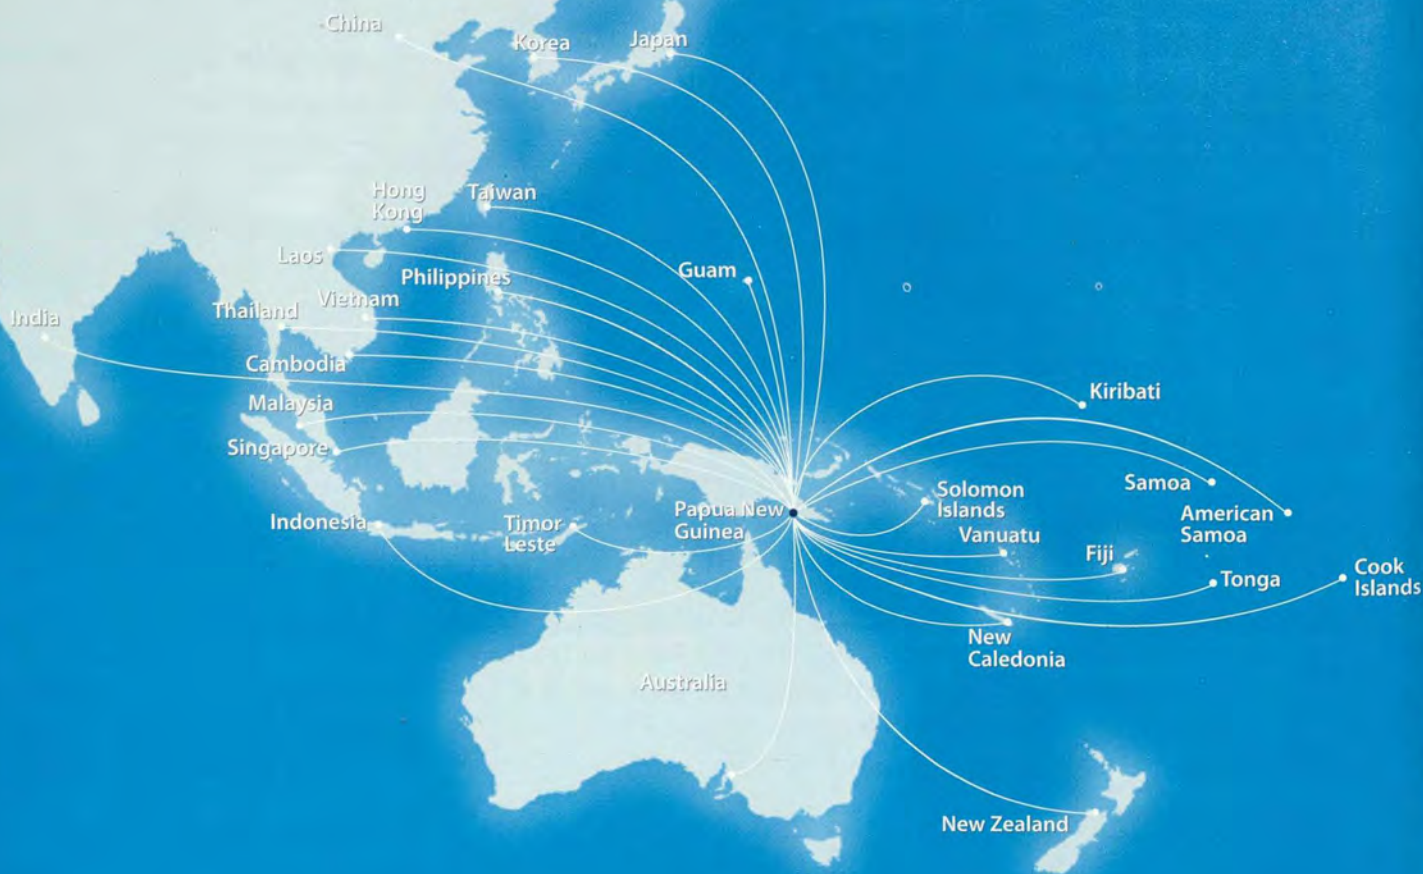 China
Korea
Japan
Hong
Kong
Taiwan
Laos
Philippines
Guam
Vietnam
Thailand
India
Cambodia
Malaysia
Kiribati
Singapore
Samoa
Solomon
Islands
Papua New
Guinea
American
Samoa
Indonesia
Timor
Leste
Vanuatu
Fiji
Cook
Islands
Tonga
New
Caledonia
Australia
New Zealand